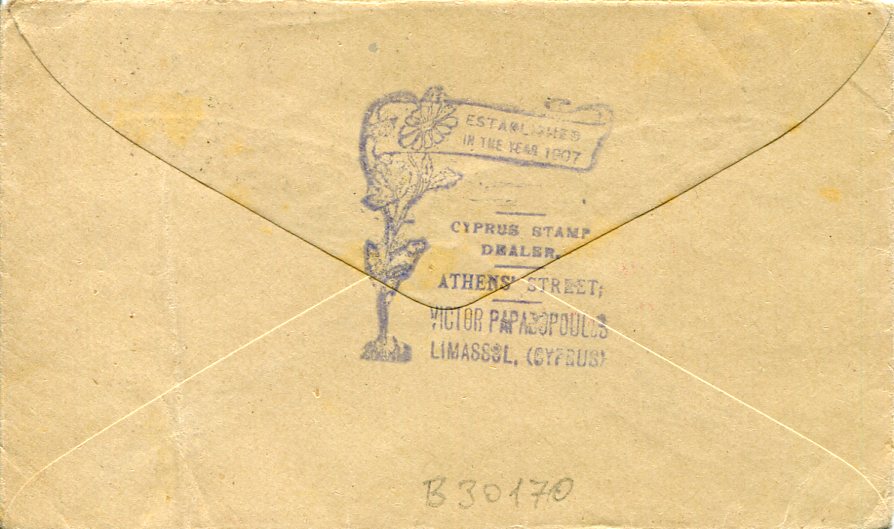 ESTABLISHED
IN THE YEAR 1907
CYPRUS STAMP
DEALER.
ATHENS' STREET;
VICTOR PAPADOPOULOS
LIMASSOL, (CYPRUS)
B30170